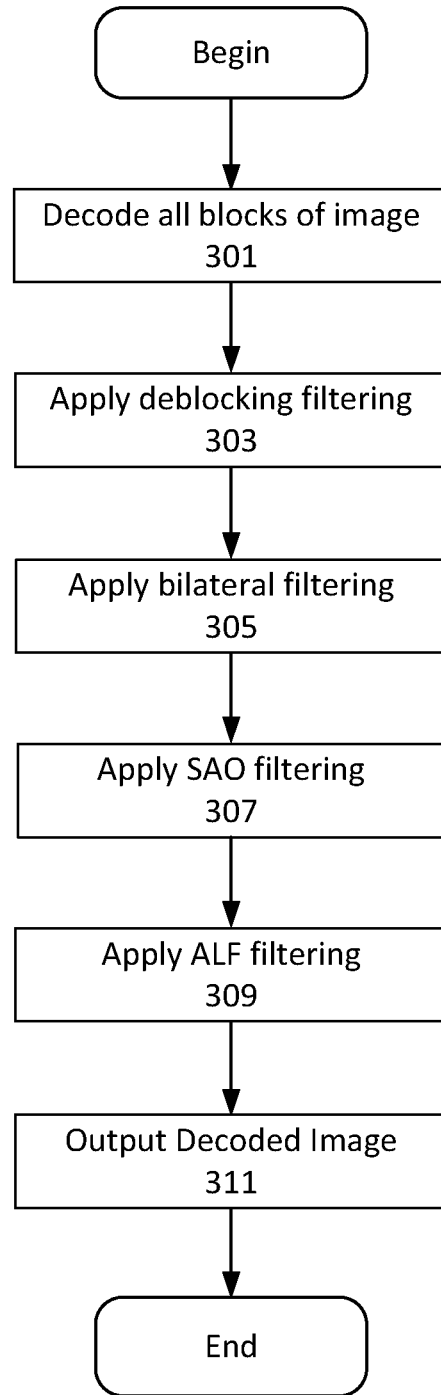 Begin
Decode all blocks of image
301
Apply deblocking filtering
303
Apply bilateral filtering
305
Apply SAO filtering
307
Apply ALF filtering
309
Output Decoded Image
311
End